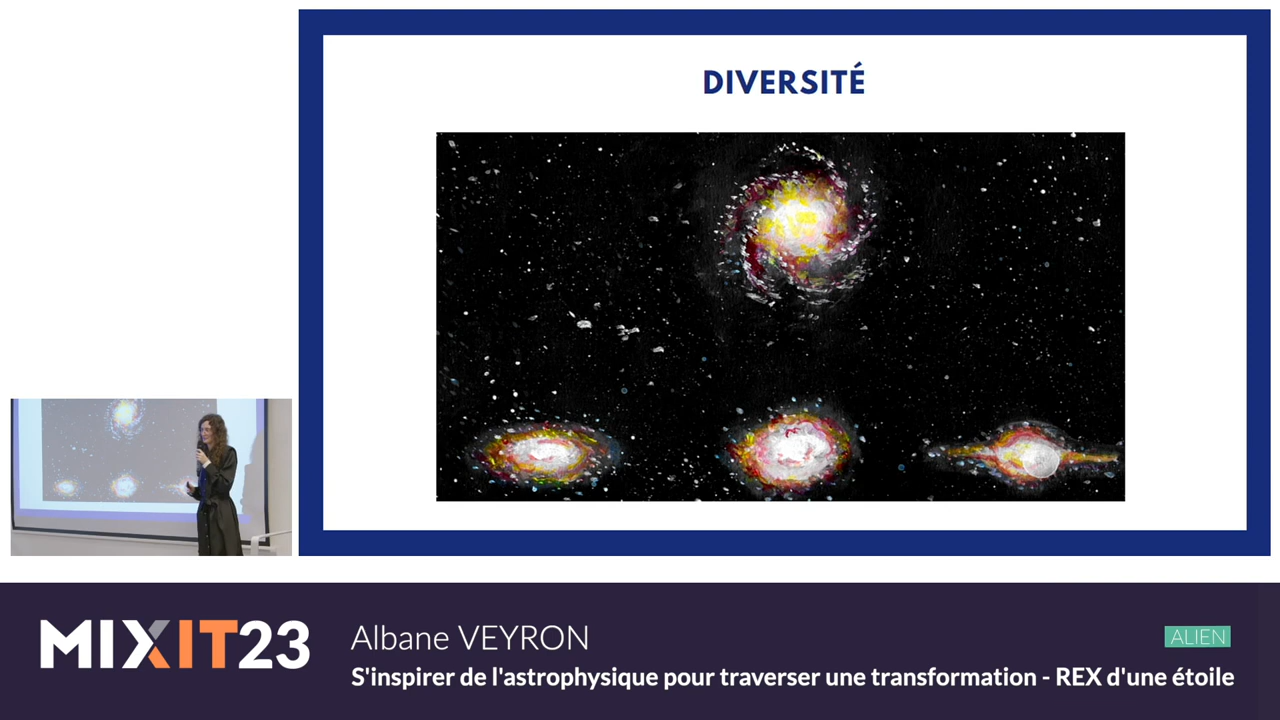 DIVERSITÉ
MIXIT23
Albane VEYRON
ALIEN
S'inspirer de l'astrophysique pour traverser une transformation - REX d'une étoile